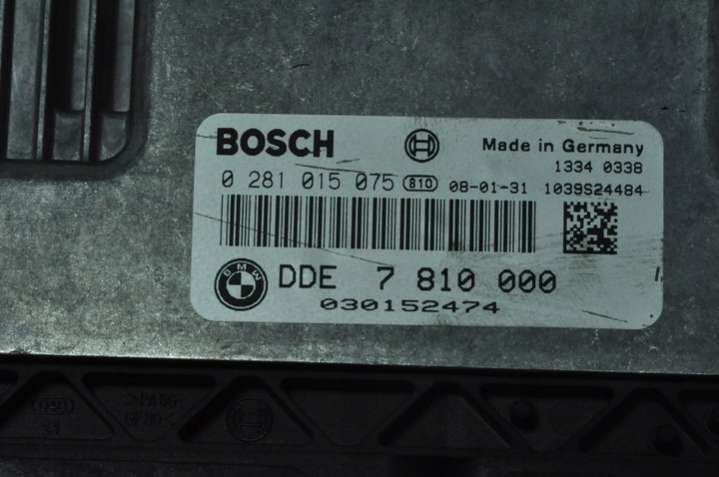 BOSCH
Made in Germany
1334 0338
0 281 015 075 810 08-01-31 1039S24484
BMW
DDE 7 810 000
030152474